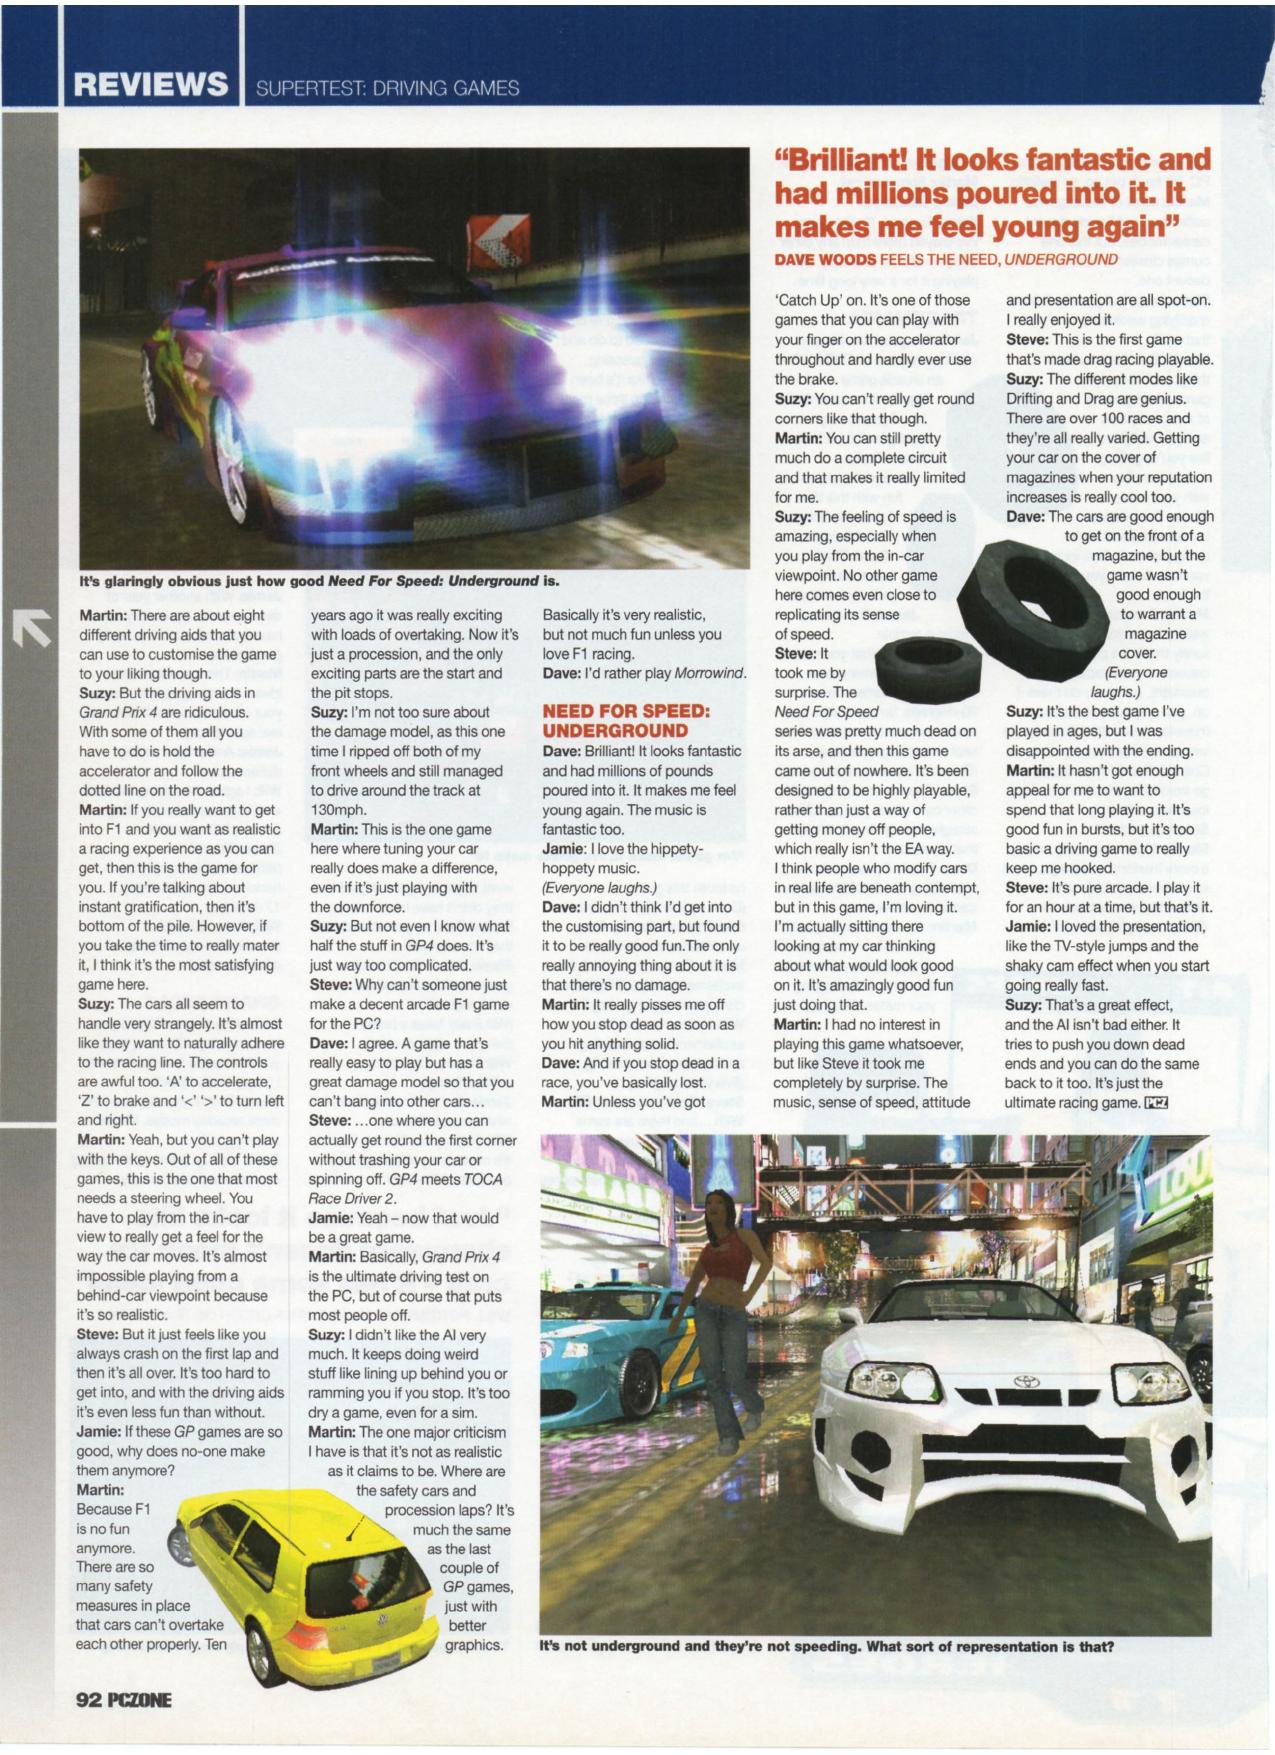 REVIEWS
SUPERTEST: DRIVING GAMES
"Brilliant! It looks fantastic and
had millions poured into it. It
makes me feel young again"
DAVE WOODS FEELS THE NEED, UNDERGROUND
It's glaringly obvious just how good Need For Speed: Underground is.
Martin: There are about eight
different driving aids that you
can use to customise the game
to your liking though.
Suzy: But the driving aids in
Grand Prix 4 are ridiculous.
With some of them all you
have to do is hold the
accelerator and follow the
dotted line on the road.
Martin: If you really want to get
into F1 and you want as realistic
a racing experience as you can
get, then this is the game for
you. If you're talking about
instant gratification, then it's
bottom of the pile. However, if
you take the time to really mater
it, I think it's the most satisfying
game here.
Suzy: The cars all seem to
handle very strangely. It's almost
like they want to naturally adhere
to the racing line. The controls
are awful too. 'A' to accelerate,
'Z' to brake and '<' '>' to turn left
and right.
Martin: Yeah, but you can't play
with the keys. Out of all of these
games, this is the one that most
needs a steering wheel. You
have to play from the in-car
view to really get a feel for the
way the car moves. It's almost
impossible playing from a
behind-car viewpoint because
it's so realistic.
Steve: But it just feels like you
always crash on the first lap and
then it's all over. It's too hard to
get into, and with the driving aids
it's even less fun than without.
Jamie: If these GP games are so
good, why does no-one make
them anymore?
Martin:
Because F1
is no fun
anymore.
There are so
many safety
measures in place
that cars can't overtake
each other properly. Ten
years ago it was really exciting
with loads of overtaking. Now it's
just a procession, and the only
exciting parts are the start and
the pit stops.
Suzy: I'm not too sure about
the damage model, as this one
time I ripped off both of my
front wheels and still managed
to drive around the track at
130mph.
Martin: This is the one game
here where tuning your car
really does make a difference,
even if it's just playing with
the downforce.
Suzy: But not even I know what
half the stuff in GP4 does. It's
just way too complicated.
Steve: Why can't someone just
make a decent arcade F1 game
for the PC?
Dave: I agree. A game that's
really easy to play but has a
great damage model so that you
can't bang into other cars...
Steve: ...one where you can
actually get round the first corner
without trashing your car or
spinning off. GP4 meets TOCA
Race Driver 2.
Jamie: Yeah – now that would
be a great game.
Martin: Basically, Grand Prix 4
is the ultimate driving test on
the PC, but of course that puts
most people off.
Suzy: I didn't like the AI very
much. It keeps doing weird
stuff like lining up behind you or
ramming you if you stop. It's too
dry a game, even for a sim.
Martin: The one major criticism
I have is that it's not as realistic
as it claims to be. Where are
the safety cars and
procession laps? It's
much the same
as the last
couple of
GP games,
just with
better
graphics.
Basically it's very realistic,
but not much fun unless you
love F1 racing.
Dave: I'd rather play Morrowind.
NEED FOR SPEED:
UNDERGROUND
Dave: Brilliant! It looks fantastic
and had millions of pounds
poured into it. It makes me feel
young again. The music is
fantastic too.
Jamie: I love the hippety-
hoppety music.
(Everyone laughs.)
Dave: I didn't think I'd get into
the customising part, but found
it to be really good fun.The only
really annoying thing about it is
that there's no damage.
Martin: It really pisses me off
how you stop dead as soon as
you hit anything solid.
Dave: And if you stop dead in a
race, you've basically lost.
Martin: Unless you've got
'Catch Up' on. It's one of those
games that you can play with
your finger on the accelerator
throughout and hardly ever use
the brake.
Suzy: You can't really get round
corners like that though.
Martin: You can still pretty
much do a complete circuit
and that makes it really limited
for me.
Suzy: The feeling of speed is
amazing, especially when
you play from the in-car
viewpoint. No other game
here comes even close to
replicating its sense
of speed.
Steve: It
took me by
surprise. The
Need For Speed
series was pretty much dead on
its arse, and then this game
came out of nowhere. It's been
designed to be highly playable,
rather than just a way of
getting money off people,
which really isn't the EA way.
I think people who modify cars
in real life are beneath contempt,
but in this game, I'm loving it.
I'm actually sitting there
looking at my car thinking
about what would look good
on it. It's amazingly good fun
just doing that.
Martin: I had no interest in
playing this game whatsoever,
but like Steve it took me
completely by surprise. The
music, sense of speed, attitude
and presentation are all spot-on.
I really enjoyed it.
Steve: This is the first game
that's made drag racing playable.
Suzy: The different modes like
Drifting and Drag are genius.
There are over 100 races and
they're all really varied. Getting
your car on the cover of
magazines when your reputation
increases is really cool too.
Dave: The cars are good enough
to get on the front of a
magazine, but the
game wasn't
good enough
to warrant a
magazine
cover.
(Everyone
laughs.)
Suzy: It's the best game I've
played in ages, but I was
disappointed with the ending.
Martin: It hasn't got enough
appeal for me to want to
spend that long playing it. It's
good fun in bursts, but it's too
basic a driving game to really
keep me hooked.
Steve: It's pure arcade. I play it
for an hour at a time, but that's it.
Jamie: I loved the presentation,
like the TV-style jumps and the
shaky cam effect when you start
going really fast.
Suzy: That's a great effect,
and the AI isn't bad either. It
tries to push you down dead
ends and you can do the same
back to it too. It's just the
ultimate racing game. PCZ
It's not underground and they're not speeding. What sort of representation is that?
92 PCZONE